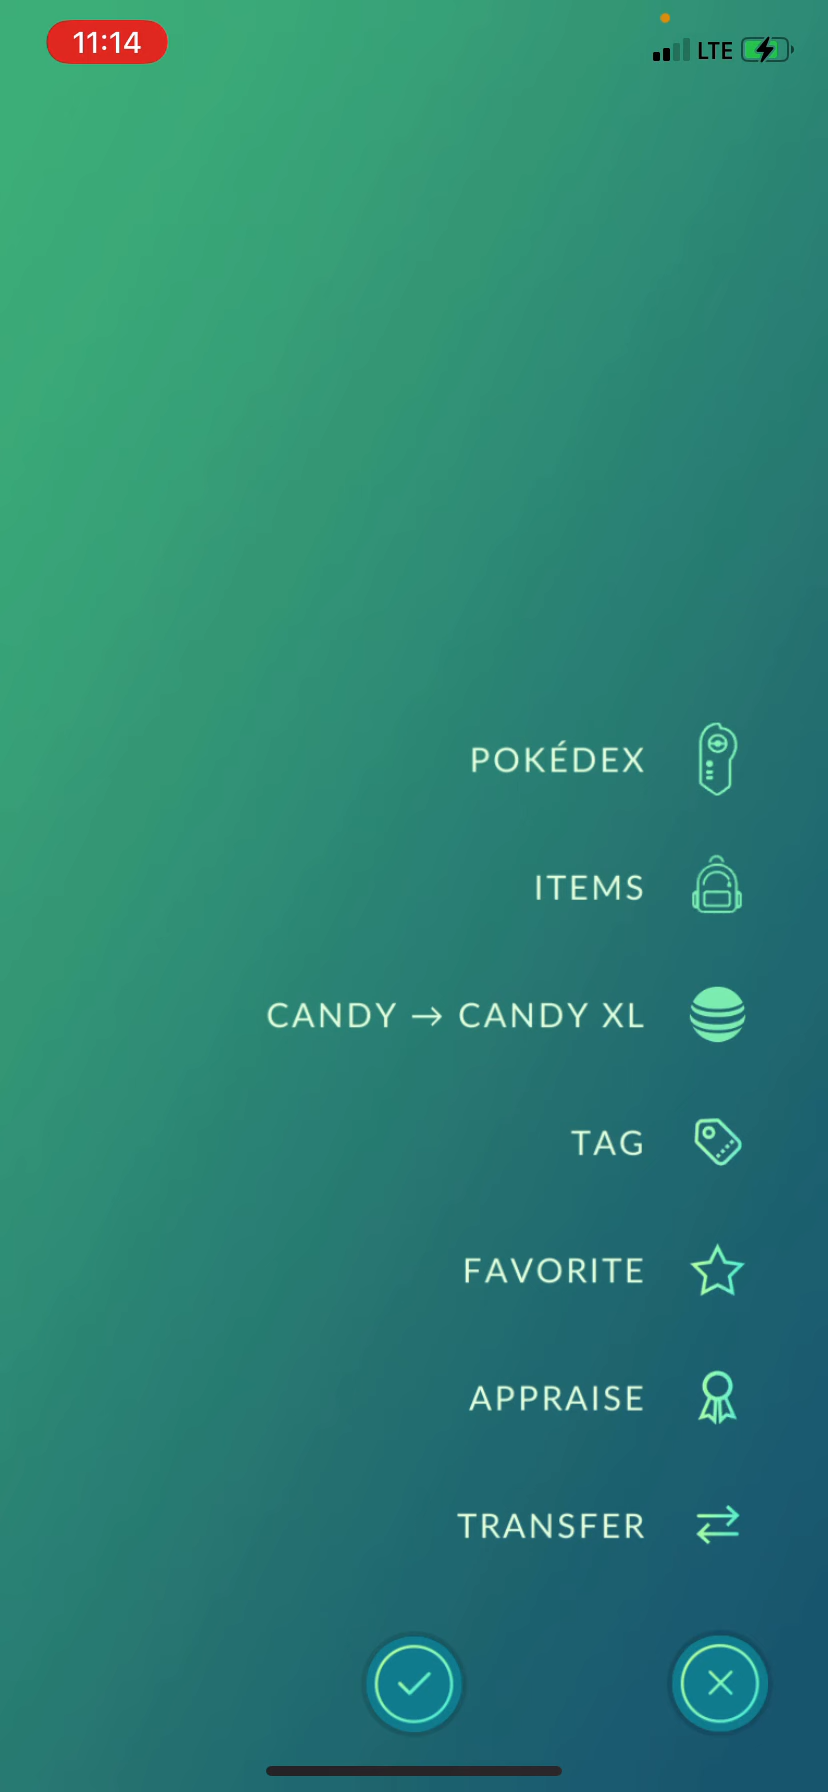 11:14
LTE
POKÉDEX
ITEMS
CANDY → CANDY XL
TAG
FAVORITE
APPRAISE
TRANSFER